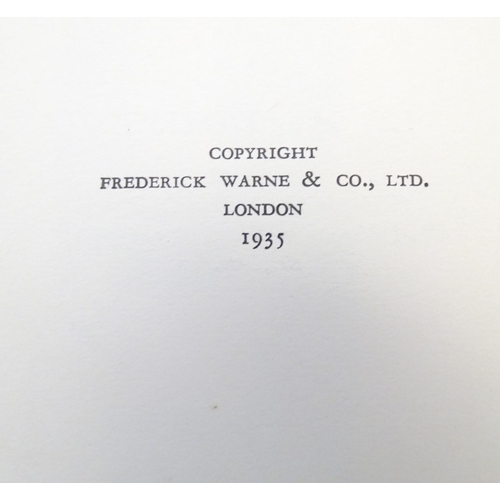 COPYRIGHT
FREDERICK WARNE & CO., LTD.
LONDON
1935